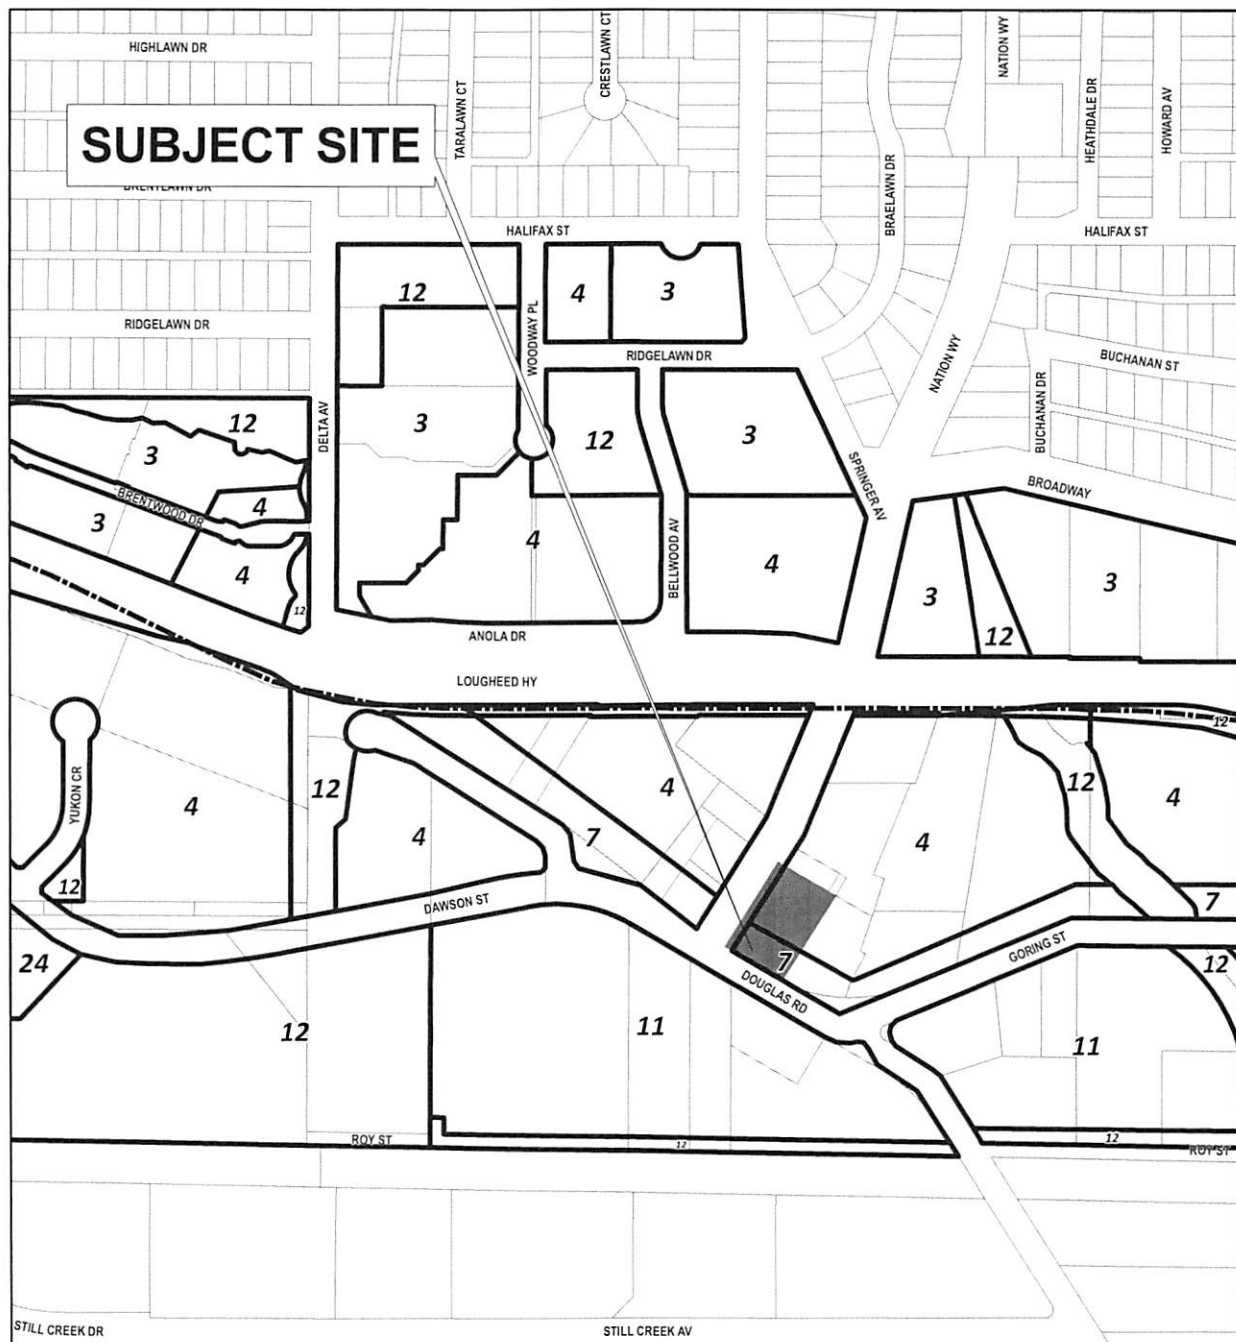 HIGHLAWN DR
TARALAWN CT
CRESTLAWN CT
NATION WY
HEATHDALE DR
HOWARD AV
SUBJECT SITE
BRENTLAWN DR
BRAELAWN DR
HALIFAX ST
HALIFAX ST
12
4
3
RIDGELAWN DR
WOODWAY PL
RIDGELAWN DR
NATION WY
BUCHANAN ST
BUCHANAN DR
DELTA AV
12
3
12
3
3
SPRINGER AV
BROADWAY
BRENTWOOD DR
4
3
4
BELLWOOD AV
4
4
3
3
12
12
ANOLA DR
LOUGHEED HY
12
YUKON CR
4
12
4
7
4
4
12
4
12
DAWSON ST
7
24
7
GORING ST
12
DOUGLAS RD
12
11
11
ROY ST
12
12
ROY ST
STILL CREEK DR
STILL CREEK AV